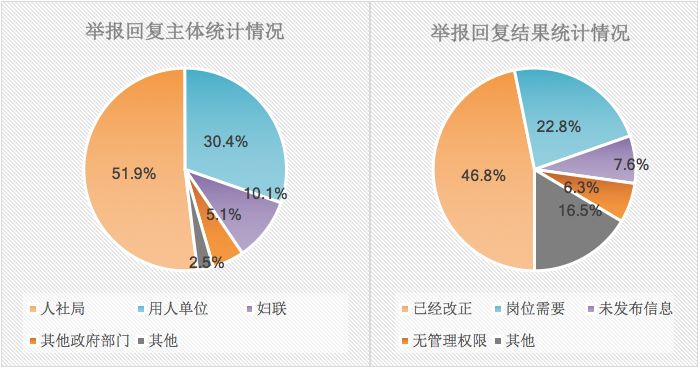 举报回复主体统计情况
30.4%
51.9%
10.1%
5.1%
2.5%
人社局 用人单位 妇联
其他政府部门 其他
举报回复结果统计情况
22.8%
7.6%
46.8%
6.3%
16.5%
已经改正 岗位需要 未发布信息
无管理权限 其他